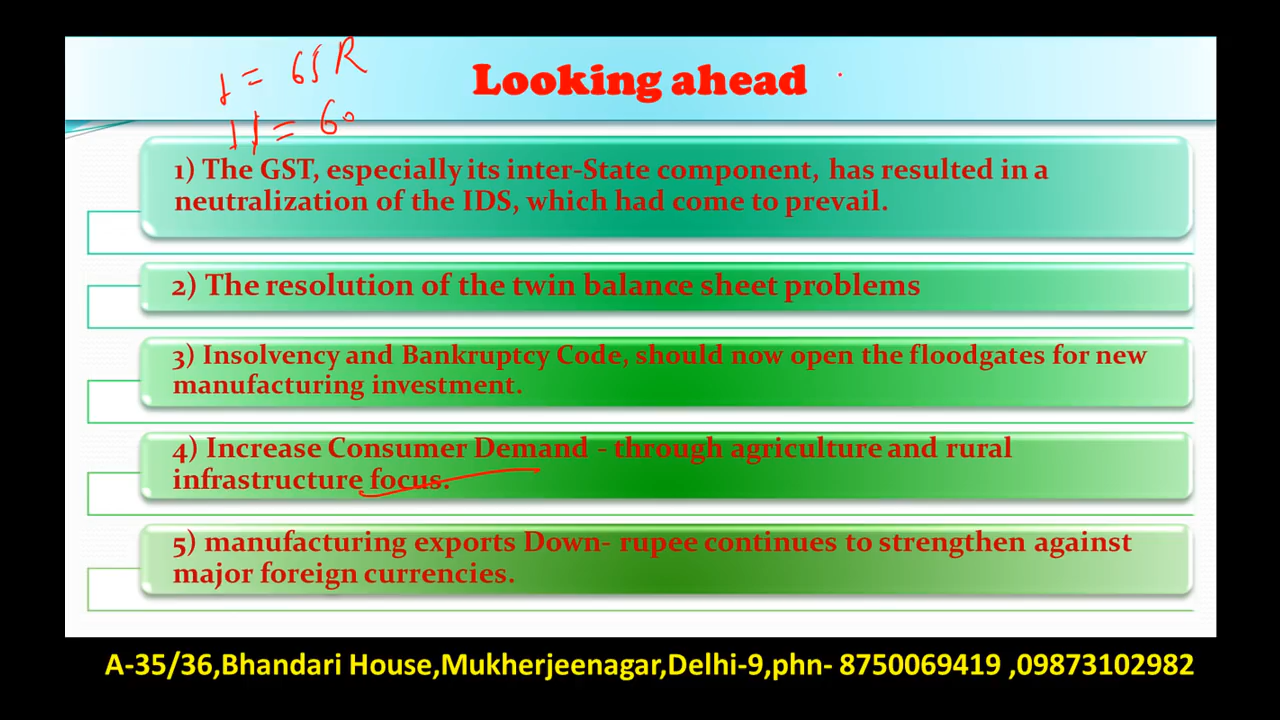 = 65 R
Looking ahead
= 60
1) The GST, especially its inter-State component, has resulted in a
neutralization of the IDS, which had come to prevail.
2) The resolution of the twin balance sheet problems
3) Insolvency and Bankruptcy Code, should now open the floodgates for new
manufacturing investment.
4) Increase Consumer Demand - through agriculture and rural
infrastructure focus.
5) manufacturing exports Down- rupee continues to strengthen against
major foreign currencies.
A-35/36,Bhandari House,Mukherjeenagar,Delhi-9,phn- 8750069419 ,09873102982